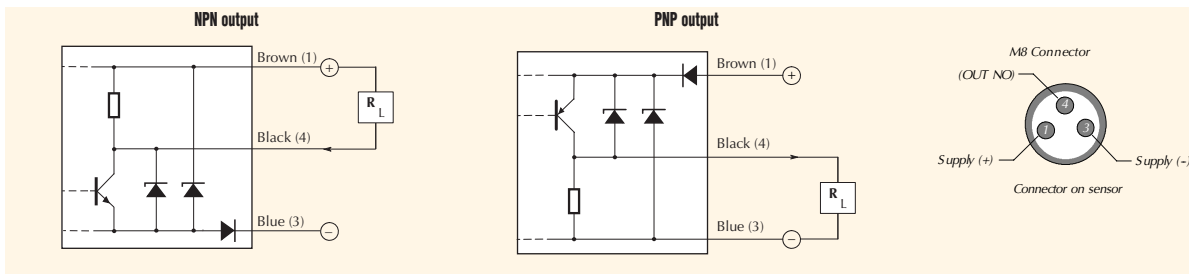 NPN output
Brown (1)
+
R L
Black (4)
Blue (3)
−
PNP output
Brown (1)
+
Black (4)
R L
Blue (3)
−
M8 Connector
(OUT NO)
4
1
3
Supply (+)
Supply (-)
Connector on sensor